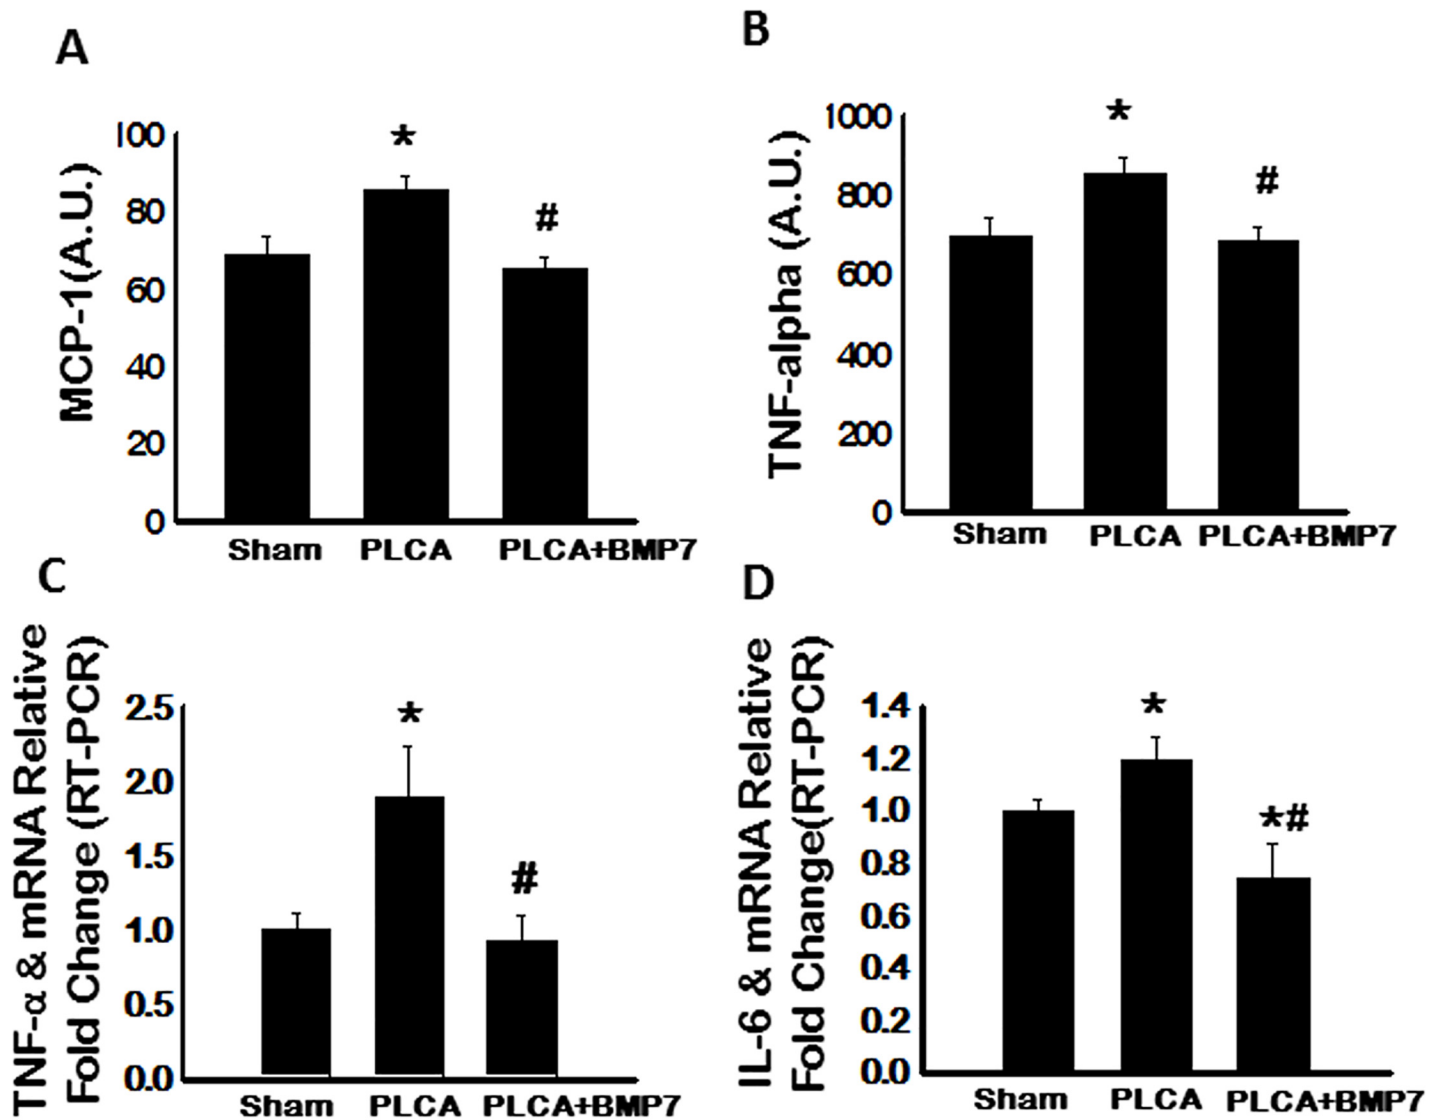 A
MCP-1(A.U.)
100
80
60
40
20
0
*
#
Sham PLCA PLCA+BMP7
B
TNF-alpha (A.U.)
1000
800
600
400
200
0
*
#
Sham PLCA PLCA+BMP7
C
TNF-α & mRNA Relative
Fold Change (RT-PCR)
2.5
2.0
1.5
1.0
0.5
0.0
*
#
Sham PLCA PLCA+BMP7
D
IL-6 & mRNA Relative
Fold Change(RT-PCR)
1.4
1.2
1.0
0.8
0.6
0.4
0.2
0.0
*
*#
Sham PLCA PLCA+BMP7